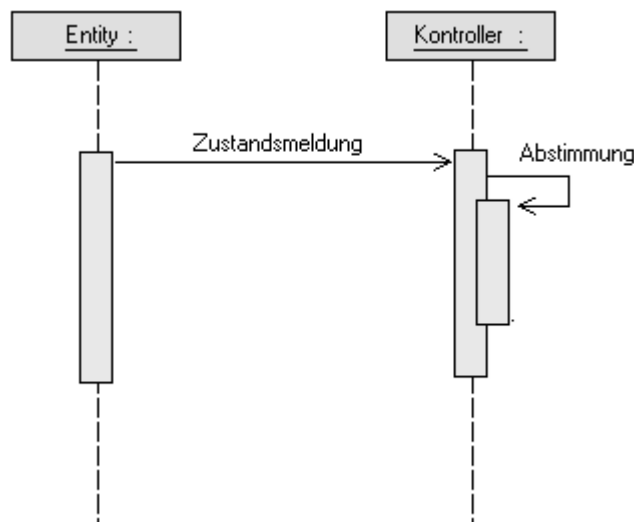 Entity :
Kontroller :
Zustandsmeldung
Abstimmung